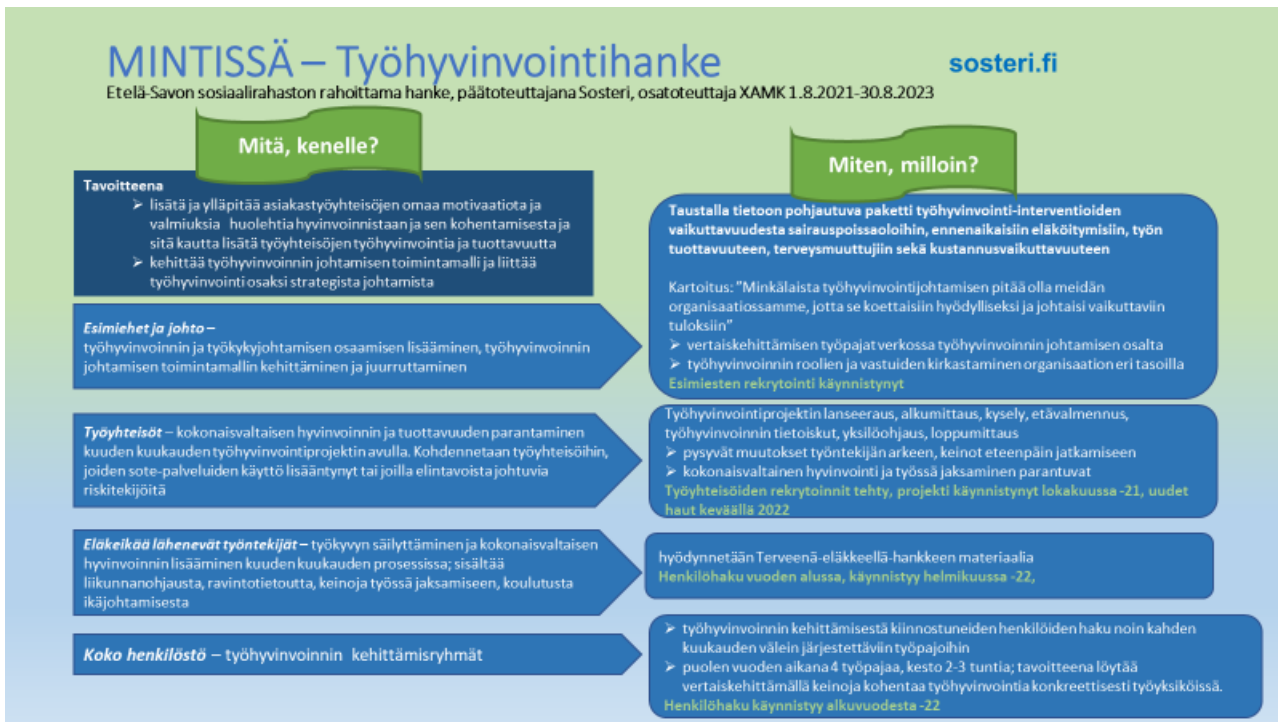 MINTISSÄ – Työhyvinvointihanke
sosteri.fi
Etelä-Savon sosiaalirahaston rahoittama hanke, päätoteuttajana Sosteri, osatoteuttaja XAMK 1.8.2021-30.8.2023
Mitä, kenelle?
Tavoitteena
➢ lisätä ja ylläpitää asiakastyöyhteisöjen omaa motivaatiota ja
valmiuksia huolehtia hyvinvoinnistaan ja sen kohentamisesta ja
sitä kautta lisätä työyhteisöjen työhyvinvointia ja tuottavuutta
➢ kehittää työhyvinvoinnin johtamisen toimintamalli ja liittää
työhyvinvointi osaksi strategista johtamista
Esimiehet ja johto –
työhyvinvoinnin ja työkykyjohtamisen osaamisen lisääminen, työhyvinvoinnin
johtamisen toimintamallin kehittäminen ja juurruttaminen
Työyhteisöt – kokonaisvaltaisen hyvinvoinnin ja tuottavuuden parantaminen
kuuden kuukauden työhyvinvointiprojektin avulla. Kohdennetaan työyhteisöihin,
joiden sote-palveluiden käyttö lisääntynyt tai joilla elintavoista johtuvia
riskitekijöitä
Eläkeikää lähenevät työntekijät – työkyvyn säilyttäminen ja kokonaisvaltaisen
hyvinvoinnin lisääminen kuuden kuukauden prosessissa; sisältää
liikunnanohjausta, ravintotietoutta, keinoja työssä jaksamiseen, koulutusta
ikäjohtamisesta
Koko henkilöstö – työhyvinvoinnin kehittämisryhmät
Miten, milloin?
Taustalla tietoon pohjautuva paketti työhyvinvointi-interventioiden
vaikuttavuudesta sairauspoissaoloihin, ennenaikaisiin eläköitymisiin, työn
tuottavuuteen, terveysmuuttujiin sekä kustannusvaikuttavuuteen
Kartoitus: ”Minkälaista työhyvinvointijohtamisen pitää olla meidän
organisaatiossamme, jotta se koettaisiin hyödylliseksi ja johtaisi vaikuttaviin
tuloksiin”
➢ vertaiskehittämisen työpajat verkossa työhyvinvoinnin johtamisen osalta
➢ työhyvinvoinnin roolien ja vastuiden kirkastaminen organisaation eri tasoilla
Esimiesten rekrytointi käynnistynyt
Työhyvinvointiprojektin lanseeraus, alkumittaus, kysely, etävalmennus,
työhyvinvoinnin tietoiskut, yksilöohjaus, loppumittaus
➢ pysyvät muutokset työntekijän arkeen, keinot eteenpäin jatkamiseen
➢ kokonaisvaltainen hyvinvointi ja työssä jaksaminen parantuvat
Työyhteisöiden rekrytoinnit tehty, projekti käynnistynyt lokakuussa -21, uudet
haut keväällä 2022
hyödynnetään Terveenä-eläkkeellä-hankkeen materiaalia
Henkilöhaku vuoden alussa, käynnistyy helmikuussa -22,
➢ työhyvinvoinnin kehittämisestä kiinnostuneiden henkilöiden haku noin kahden
kuukauden välein järjestettäviin työpajoihin
➢ puolen vuoden aikana 4 työpajaa, kesto 2-3 tuntia; tavoitteena löytää
vertaiskehittämällä keinoja kohentaa työhyvinvointia konkreettisesti työyksiköissä.
Henkilöhaku käynnistyy alkuvuodesta -22